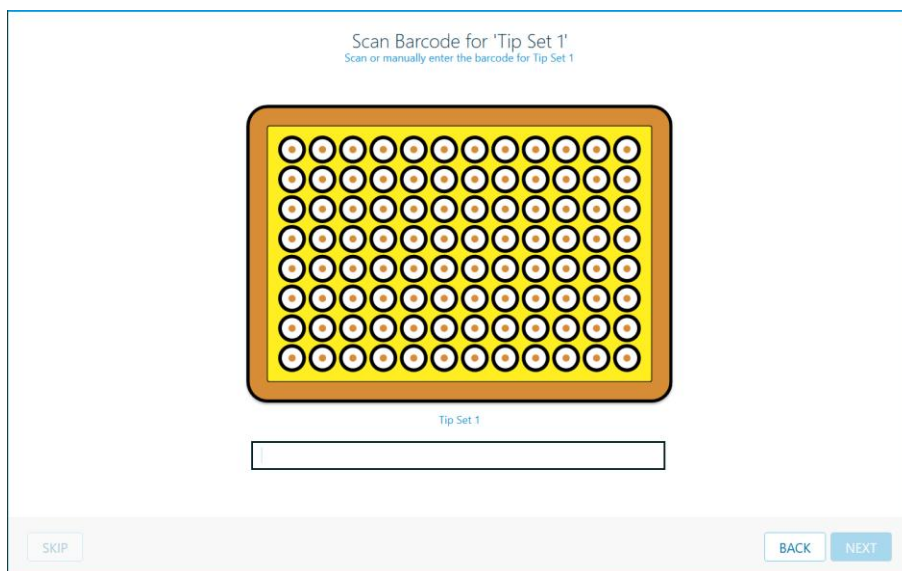 Scan Barcode for 'Tip Set 1'
Scan or manually enter the barcode for Tip Set 1
Tip Set 1
SKIP
BACK
NEXT